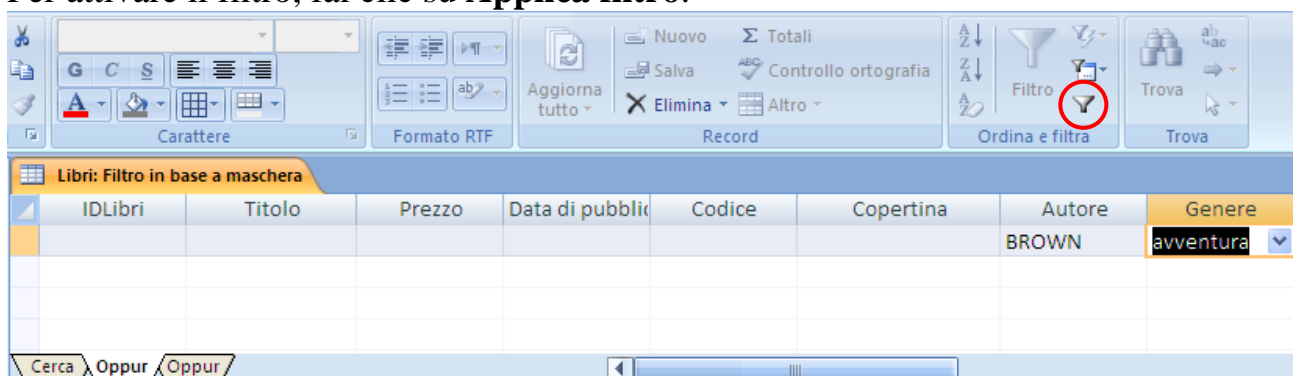 Per attivare il filtro, fai clic su Applica filtro.
Nuovo Σ Totali
Salva Controllo ortografia
Elimina Altro
Aggiorna tutto
G C S
A
Filtro
Trova
Carattere Formato RTF Record Ordina e filtra Trova
Libri: Filtro in base a maschera
IDLibri Titolo Prezzo Data di pubblic Codice Copertina Autore Genere
BROWN avventura
Cerca Oppur Oppur